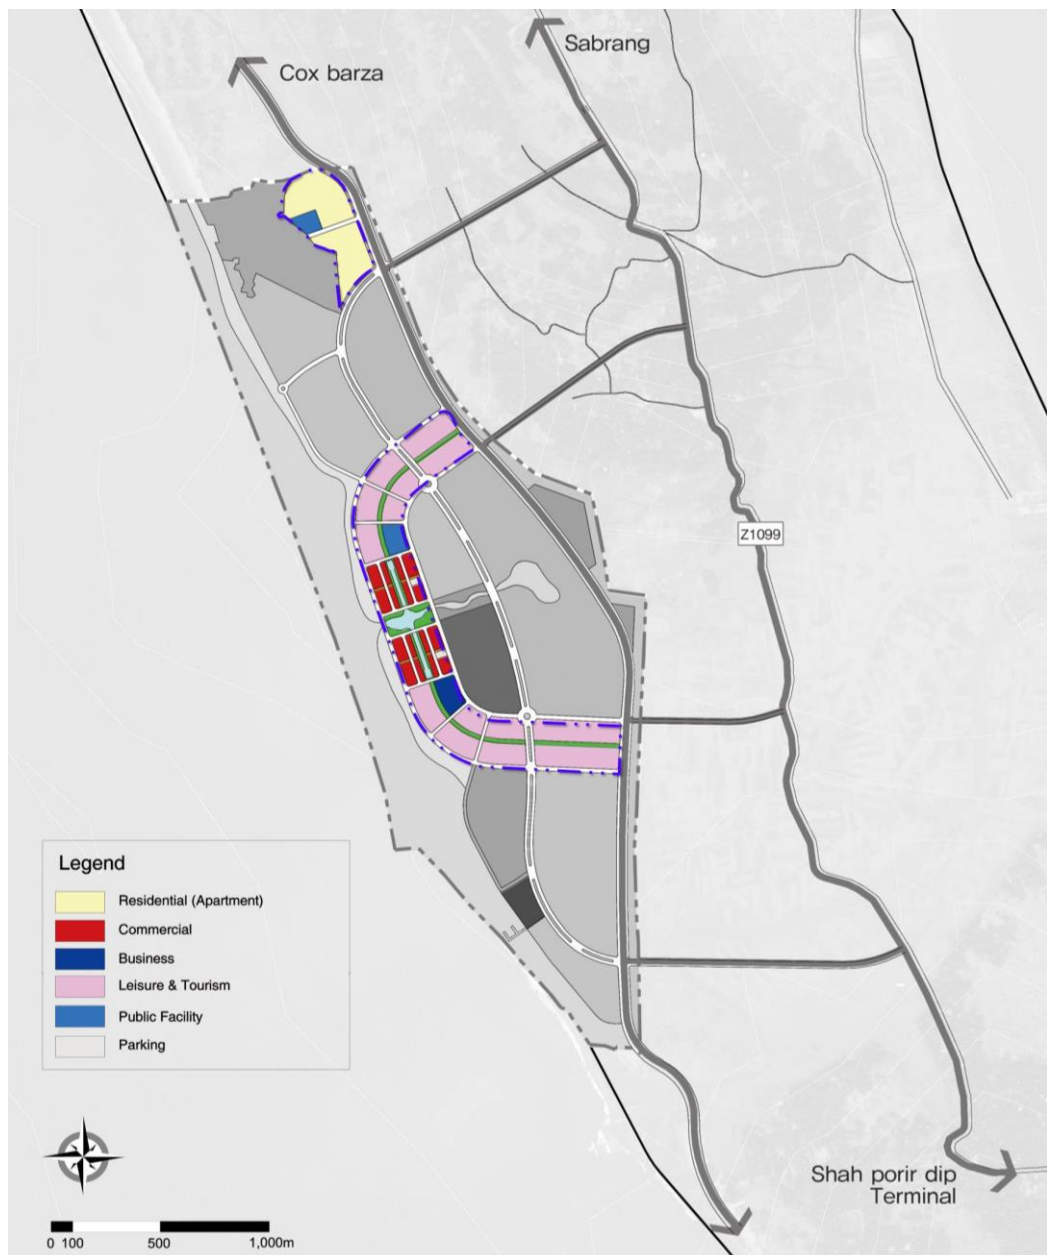 Sabrang
Cox barza
Z1099
Legend
Residential (Apartment)
Commercial
Business
Leisure & Tourism
Public Facility
Parking
Shah porir dip
Terminal
0 100 500 1,000m